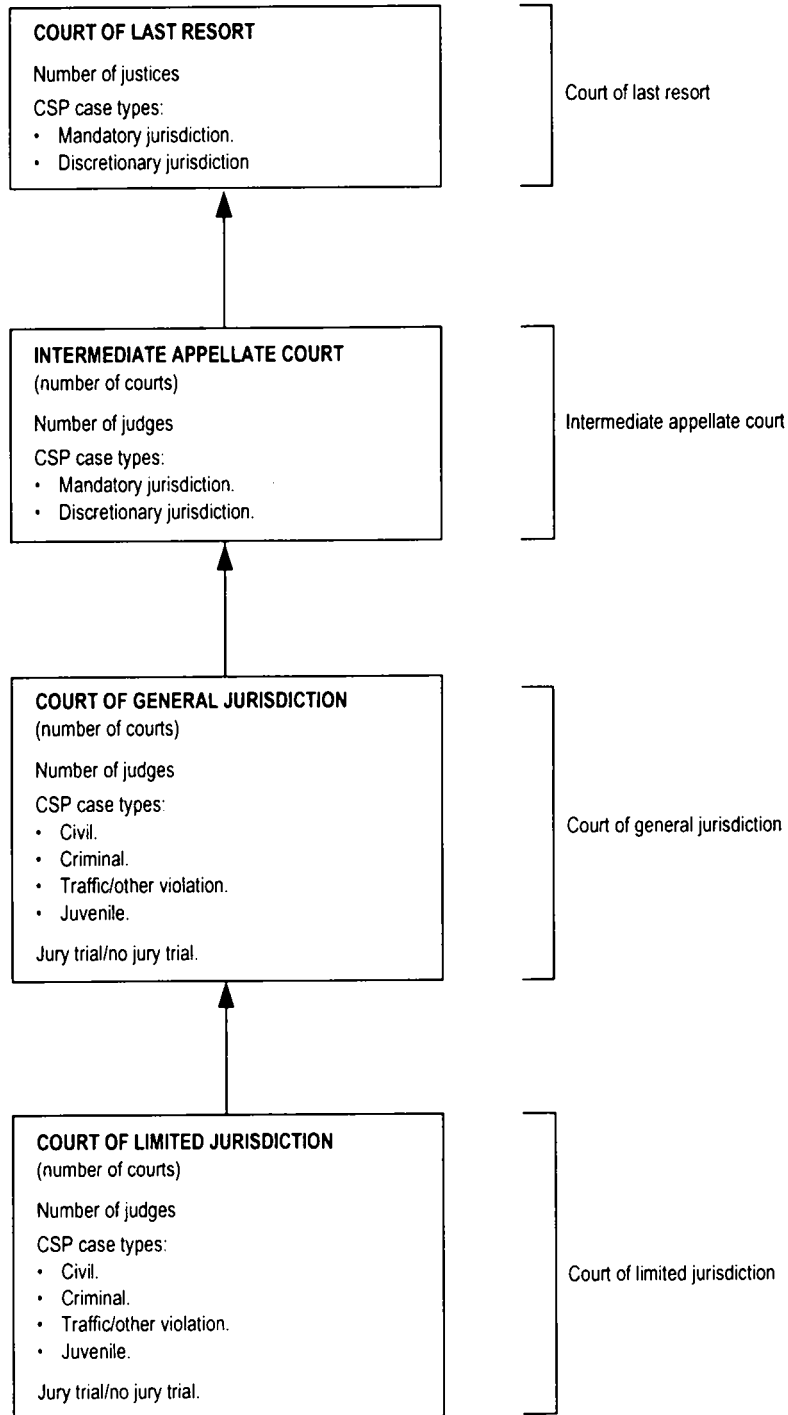 COURT OF LAST RESORT
Number of justices
CSP case types:
• Mandatory jurisdiction.
• Discretionary jurisdiction
Court of last resort
INTERMEDIATE APPELLATE COURT
(number of courts)
Number of judges
CSP case types:
• Mandatory jurisdiction.
• Discretionary jurisdiction.
Intermediate appellate court
COURT OF GENERAL JURISDICTION
(number of courts)
Number of judges
CSP case types:
• Civil.
• Criminal.
• Traffic/other violation.
• Juvenile.
Jury trial/no jury trial.
Court of general jurisdiction
COURT OF LIMITED JURISDICTION
(number of courts)
Number of judges
CSP case types:
• Civil.
• Criminal.
• Traffic/other violation.
• Juvenile.
Jury trial/no jury trial.
Court of limited jurisdiction